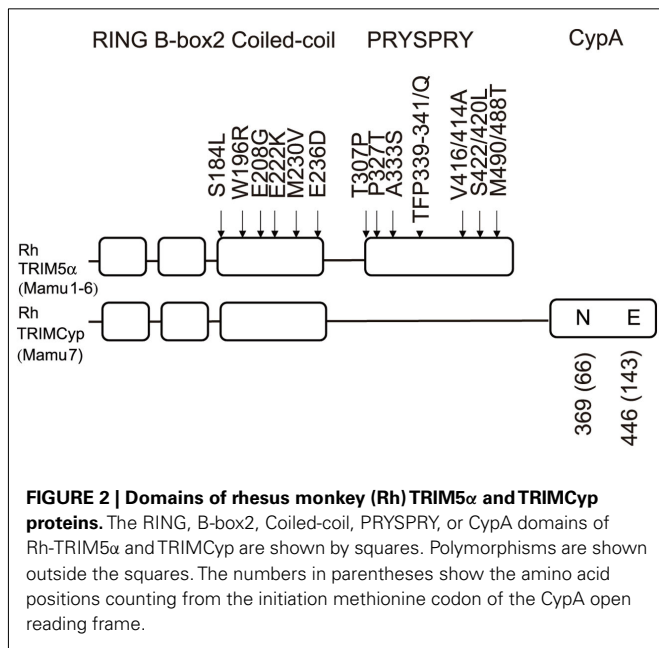 RING B-box2 Coiled-coil PRYSPRY CypA
S184L
W196R
E208G
E222K
M230V
E236D
T307P
P327T
A333S
TFP339-341/Q
V416/414A
S422/420L
M490/488T
Rh
TRIM5α
(Mamu1-6)
Rh
TRIMCyp
(Mamu7)
N E
369 (66)
446 (143)
FIGURE 2 | Domains of rhesus monkey (Rh) TRIM5α and TRIMCyp
proteins. The RING, B-box2, Coiled-coil, PRYSPRY, or CypA domains of
Rh-TRIM5α and TRIMCyp are shown by squares. Polymorphisms are shown
outside the squares. The numbers in parentheses show the amino acid
positions counting from the initiation methionine codon of the CypA open
reading frame.